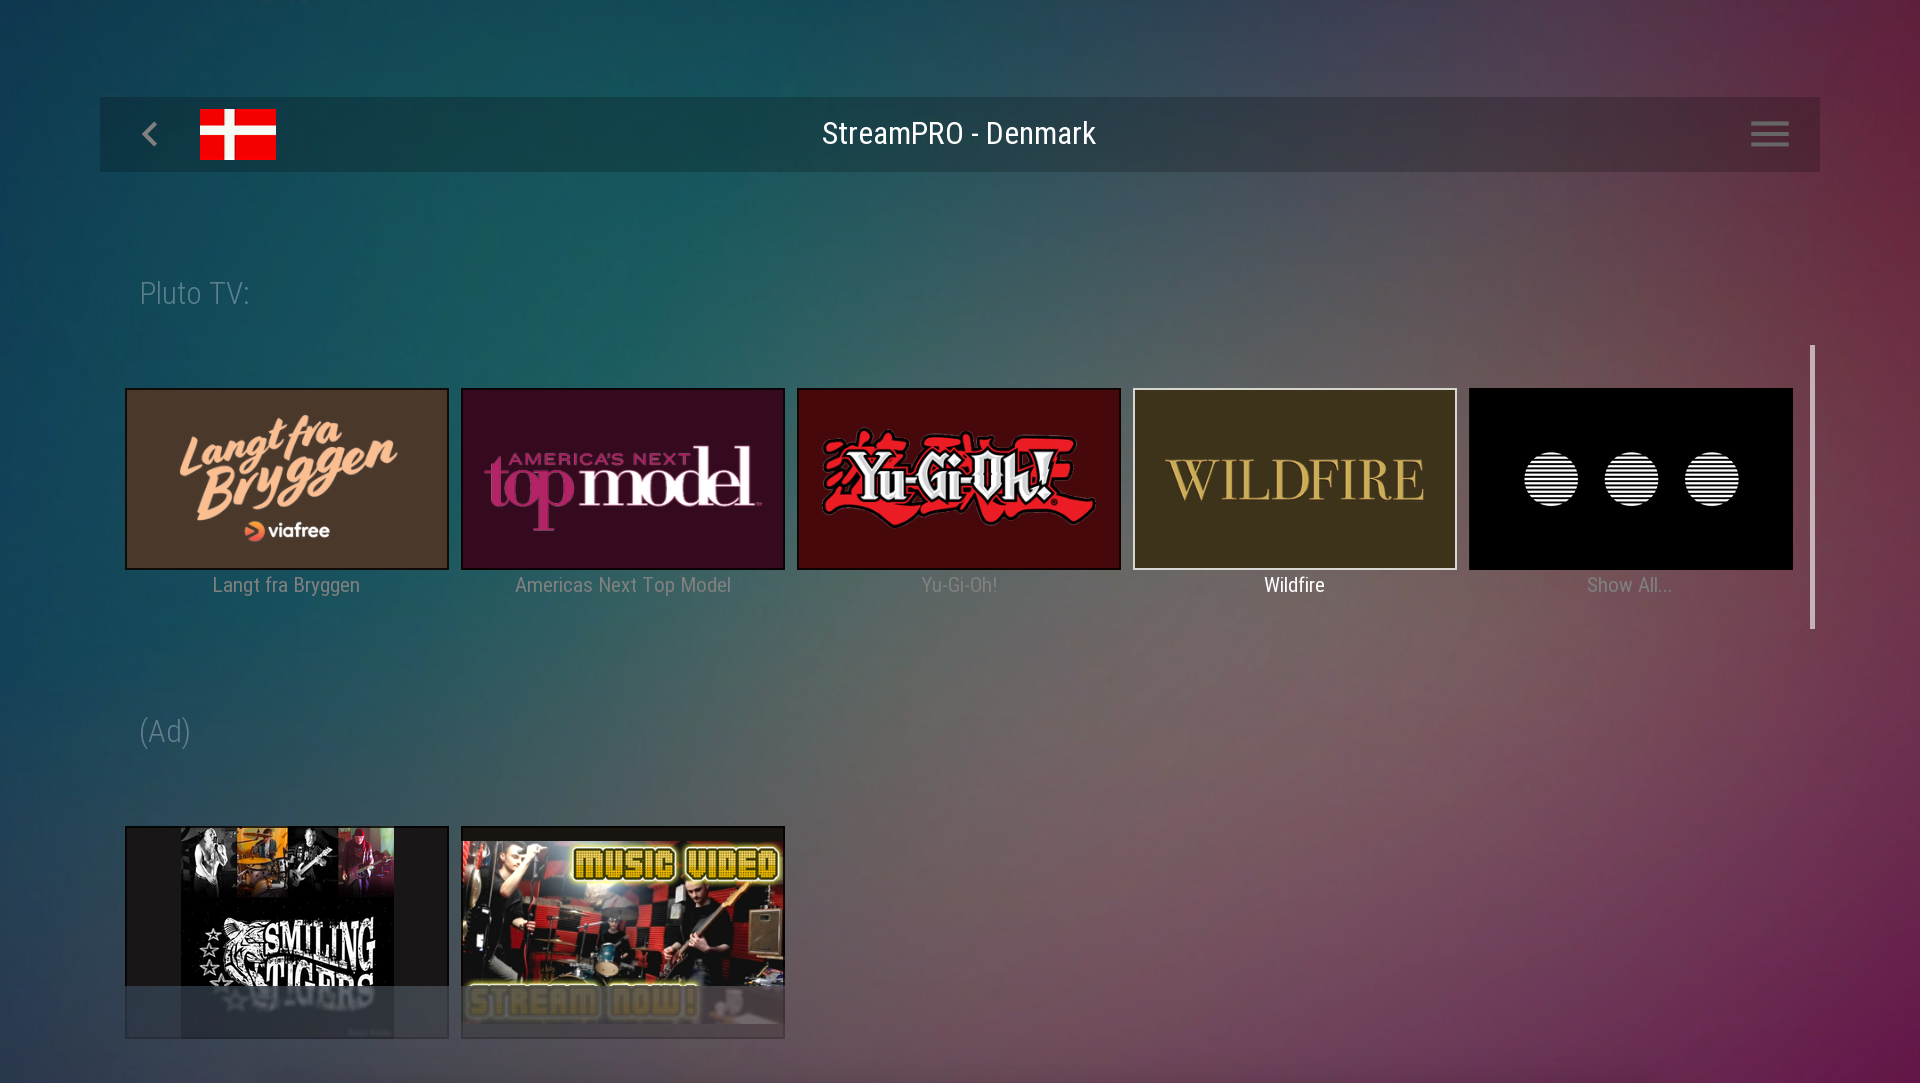 StreamPRO - Denmark
Pluto TV:
Langt fra
Bryggen
viafree
AMERICA'S NEXT
top model
Yu-Gi-Oh!
WILDFIRE
Langt fra Bryggen
Americas Next Top Model
Yu-Gi-Oh!
Wildfire
Show All...
(Ad)
SMILING
TIGERS
MUSIC VIDEO
STREAM NOW!